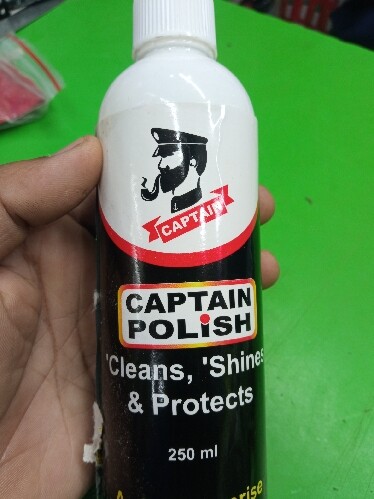 CAPTAIN
CAPTAIN
POLiSH
'Cleans, 'Shines
& Protects
250 ml